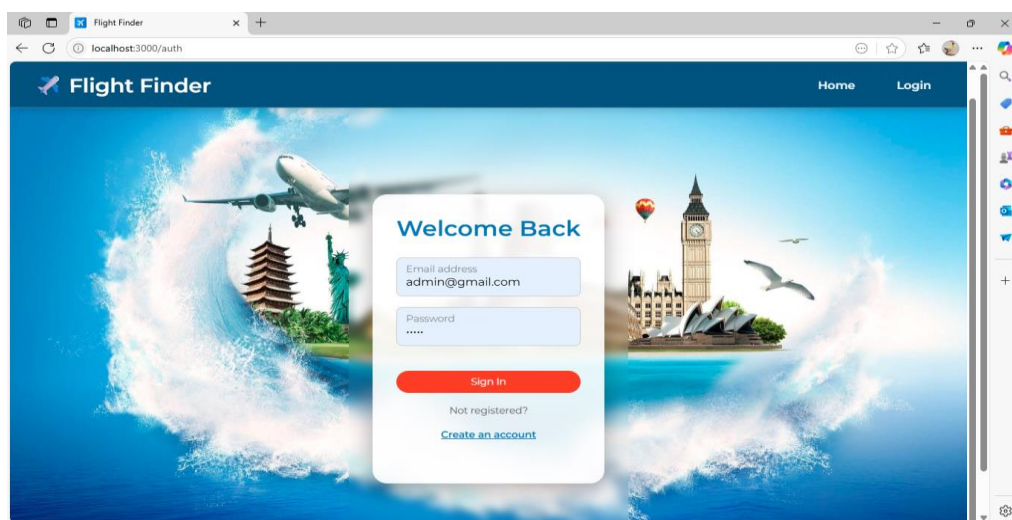 Flight Finder
localhost:3000/auth
Flight Finder
Home
Login
Welcome Back
Email address
admin@gmail.com
Password
•••••
Sign In
Not registered?
Create an account